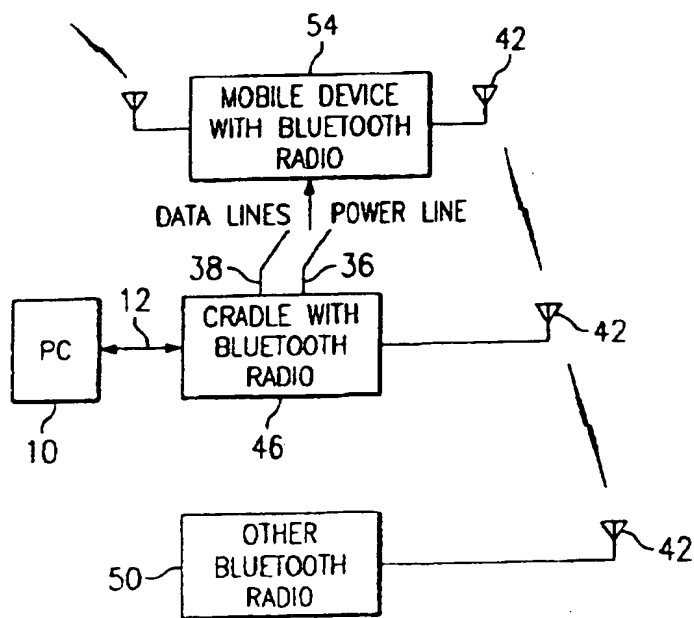 54
42
MOBILE DEVICE
WITH BLUETOOTH
RADIO
DATA LINES
POWER LINE
38
36
12
PC
CRADLE WITH
BLUETOOTH
RADIO
42
10
46
OTHER
BLUETOOTH
RADIO
50
42